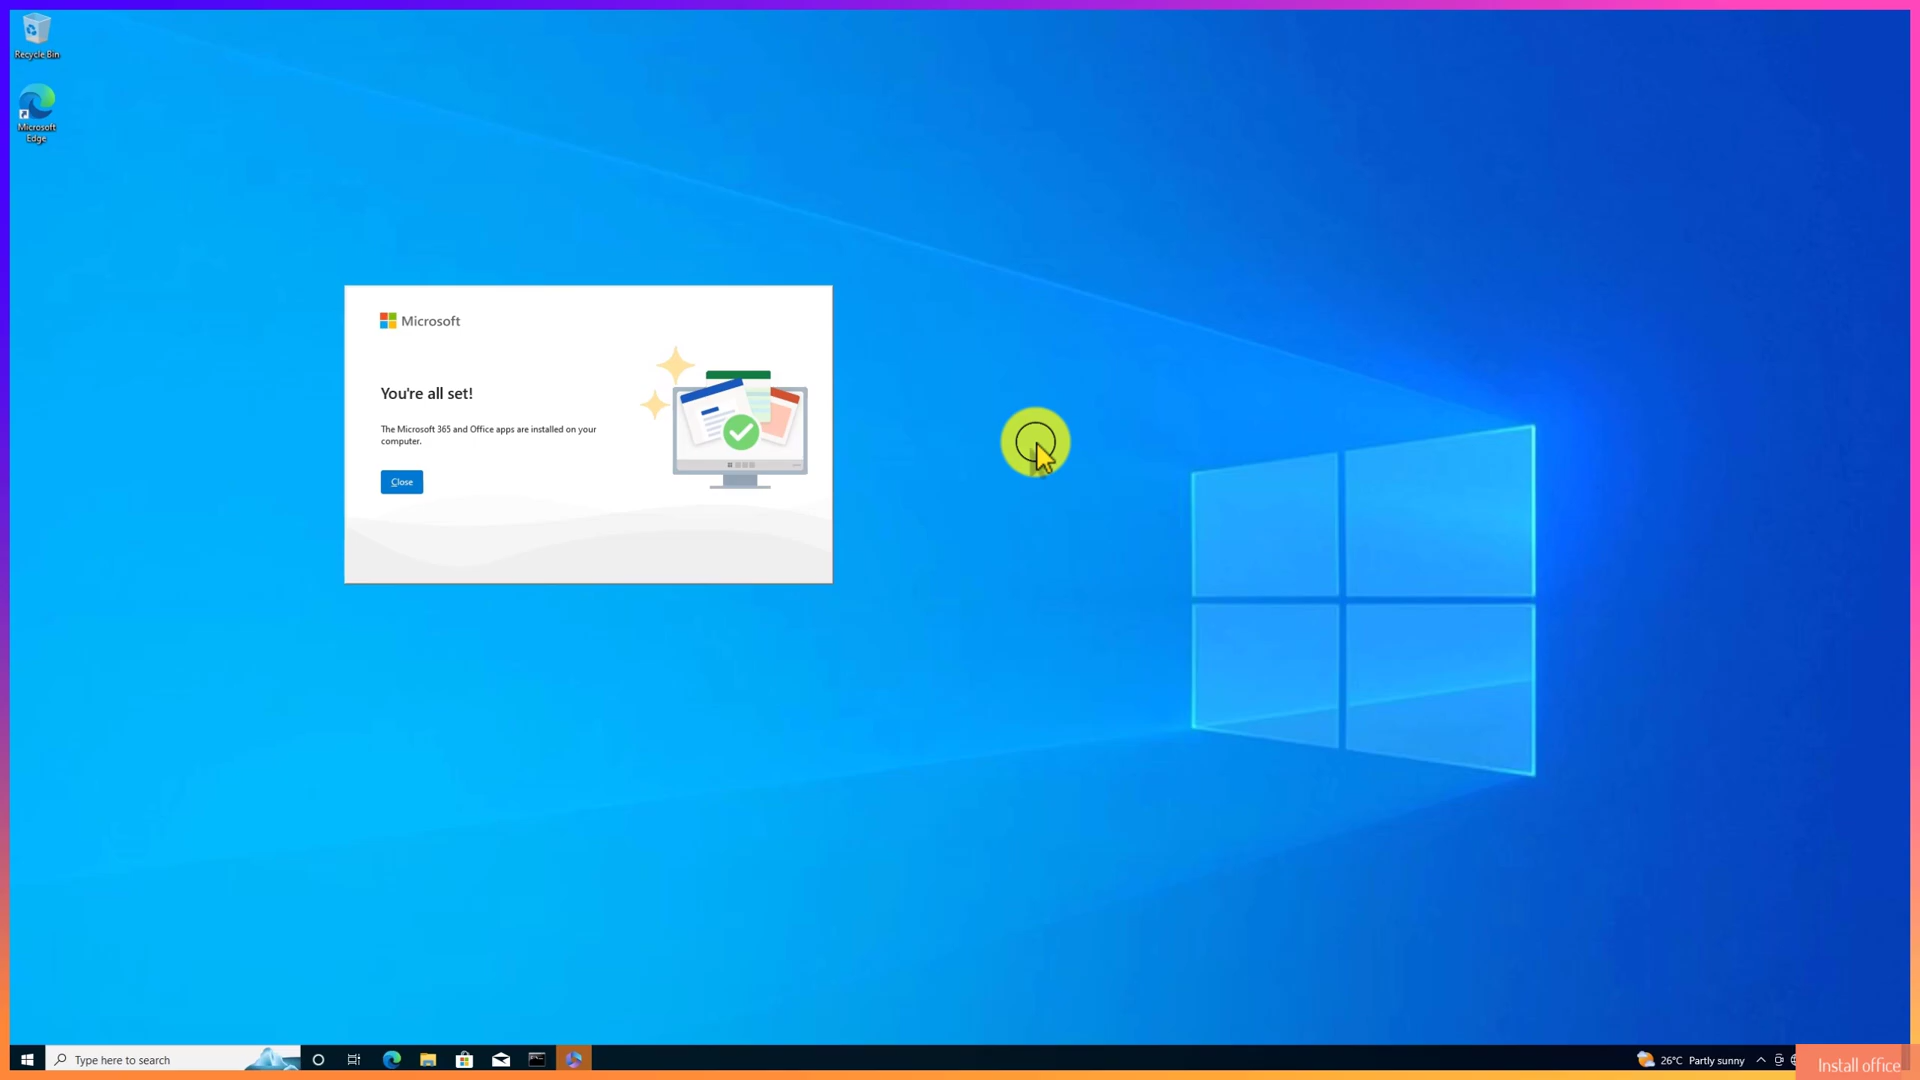 Recycle Bin
Microsoft
Edge
Microsoft
You're all set!
The Microsoft 365 and Office apps are installed on your
computer.
Close
Type here to search
26°C Partly sunny
Install office